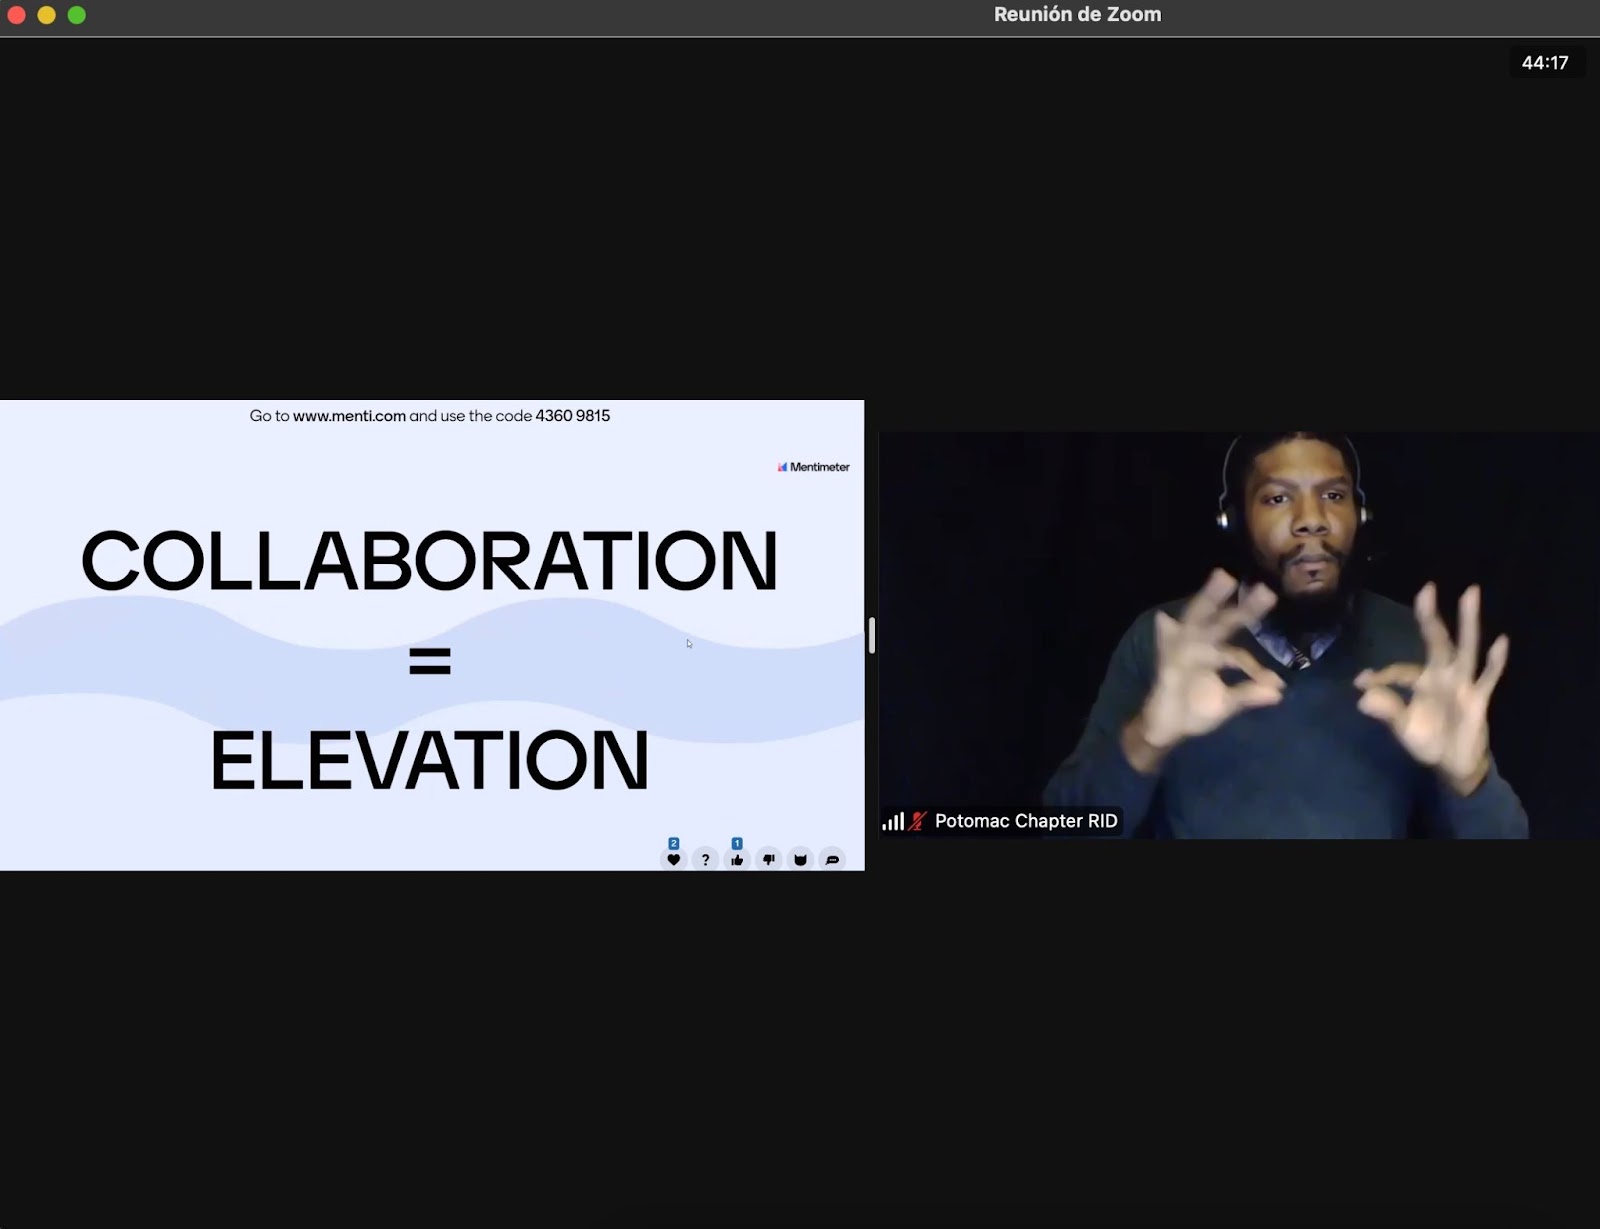 Reunión de Zoom
44:17
Go to www.menti.com and use the code 4360 9815
Mentimeter
COLLABORATION
=
ELEVATION
2
1
?
Potomac Chapter RID